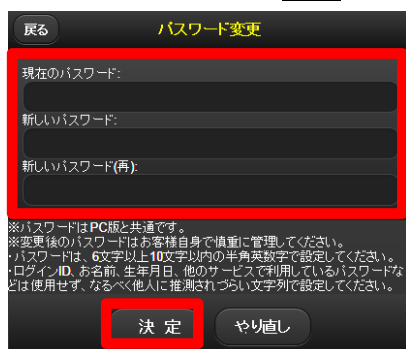 戻る
パスワード変更
現在のパスワード:
新しいパスワード:
新しいパスワード(再):
※パスワードはPC版と共通です。
※変更後のパスワードはお客様自身で慎重に管理してください。
・パスワードは、6文字以上10文字以内の半角英数字で設定してください。
・ログインID、お名前、生年月日、他のサービスで利用しているパスワードな
どは使用せず、なるべく他人に推測されづらい文字列で設定してください。
決 定
やり直し